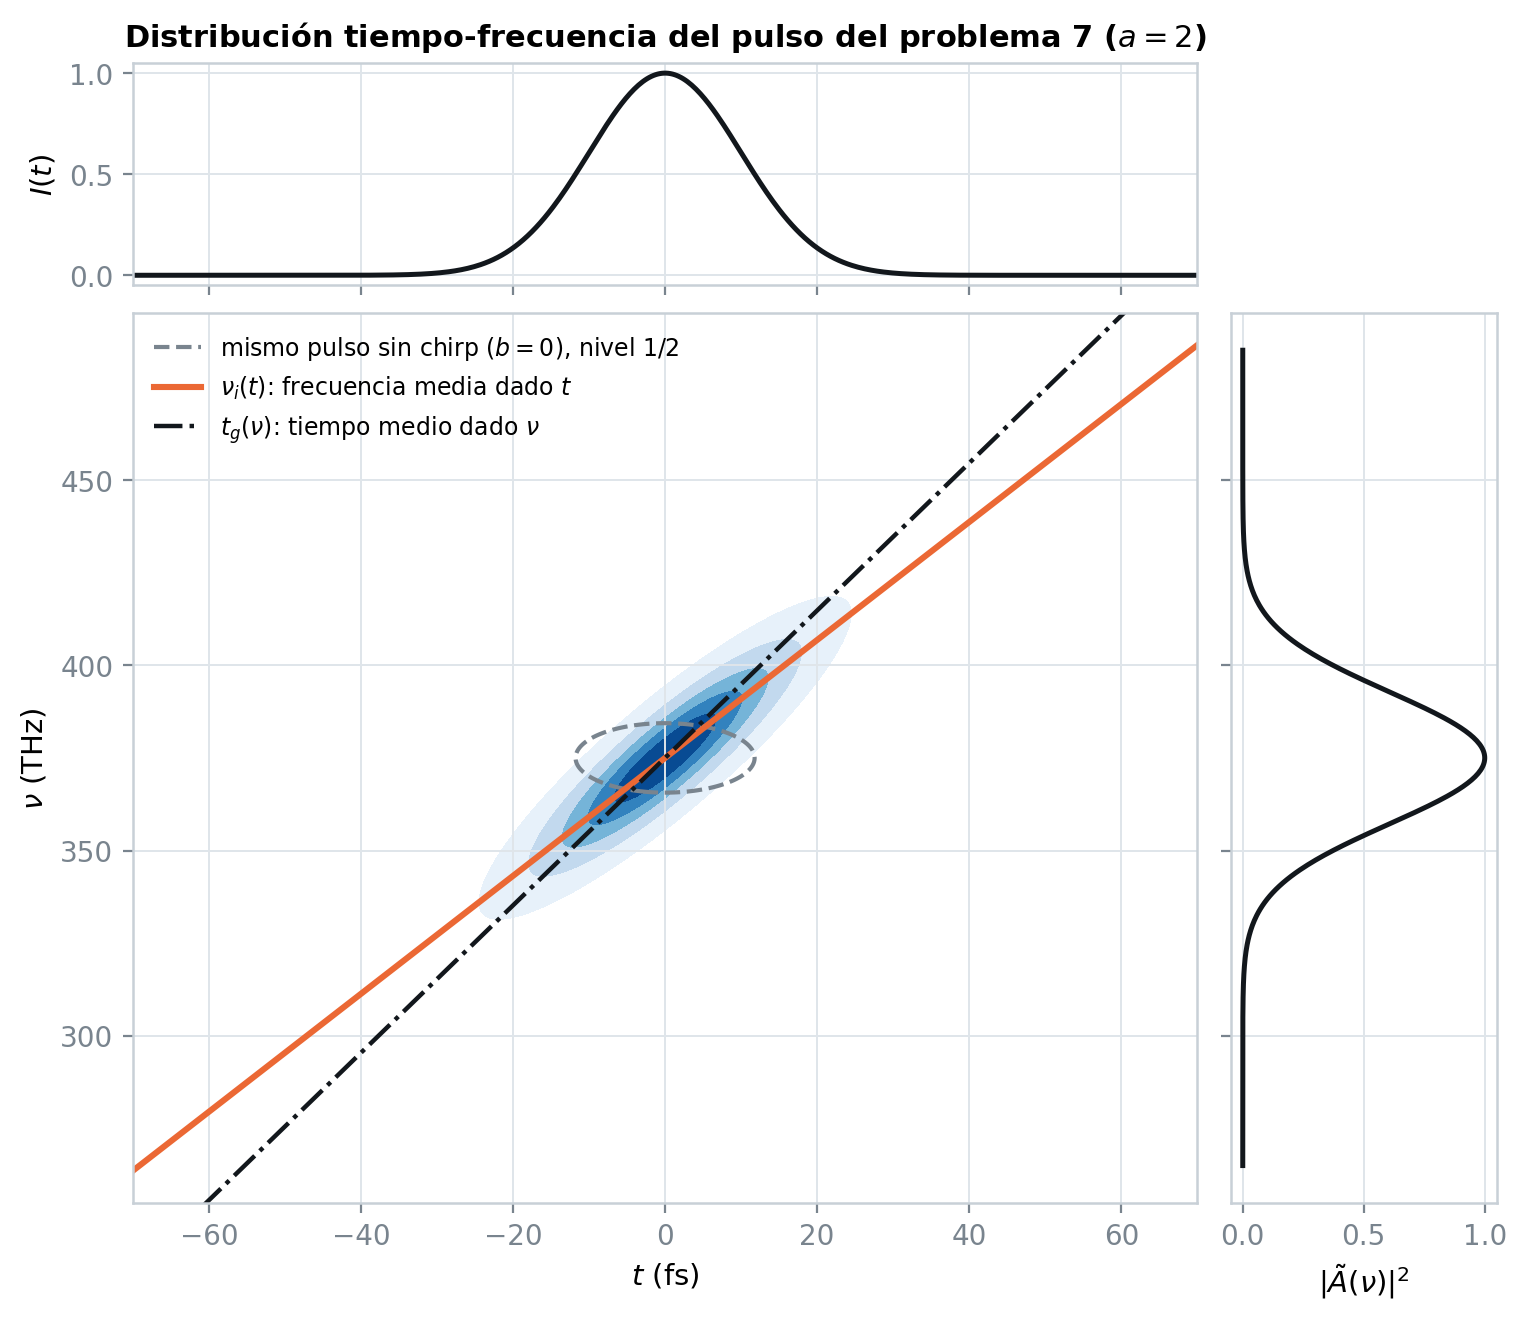 Distribución tiempo-frecuencia del pulso del problema 7 (a = 2)
1.0
0.5
0.0
I(t)
mismo pulso sin chirp (b = 0), nivel 1/2
νi(t): frecuencia media dado t
tg(ν): tiempo medio dado ν
450
400
350
300
ν (THz)
−60 −40 −20 0 20 40 60
t (fs)
0.0 0.5 1.0
|Ã(ν)|²